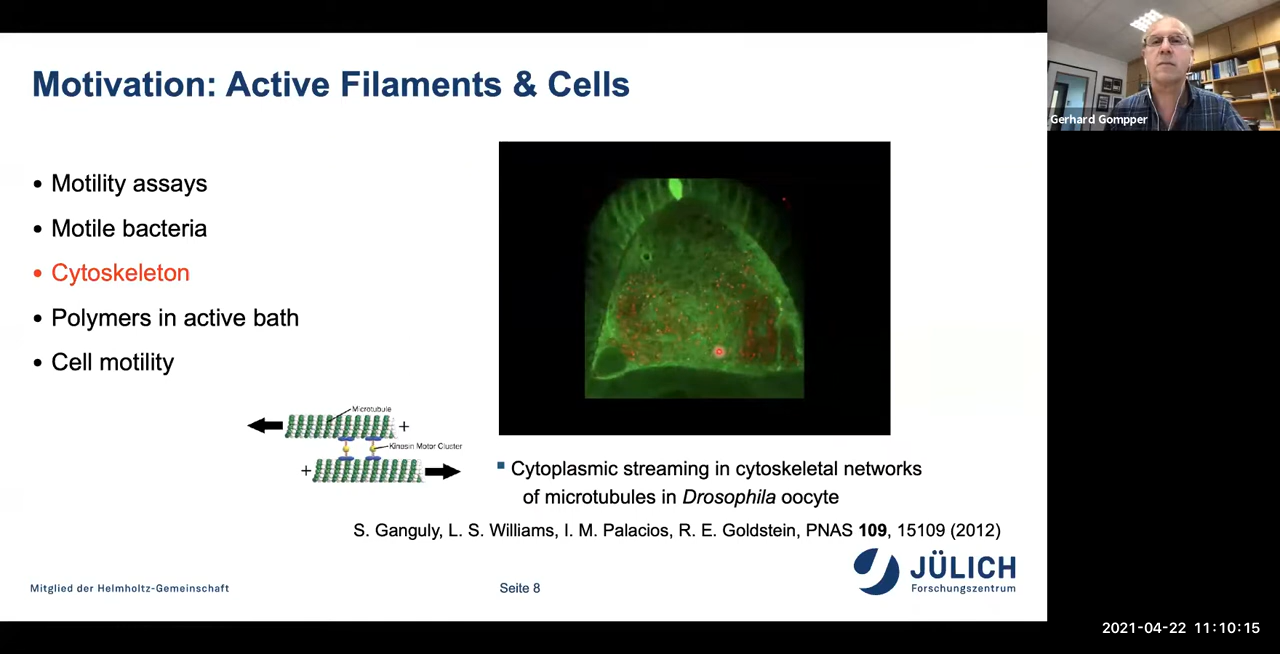 Motivation: Active Filaments & Cells
Gerhard Gompper
• Motility assays
• Motile bacteria
• Cytoskeleton
• Polymers in active bath
• Cell motility
Microtubule
+
Kinosin Motor Cluster
+
Cytoplasmic streaming in cytoskeletal networks
of microtubules in Drosophila oocyte
S. Ganguly, L. S. Williams, I. M. Palacios, R. E. Goldstein, PNAS 109, 15109 (2012)
JÜLICH
Forschungszentrum
Mitglied der Helmholtz-Gemeinschaft
Seite 8
2021-04-22 11:10:15